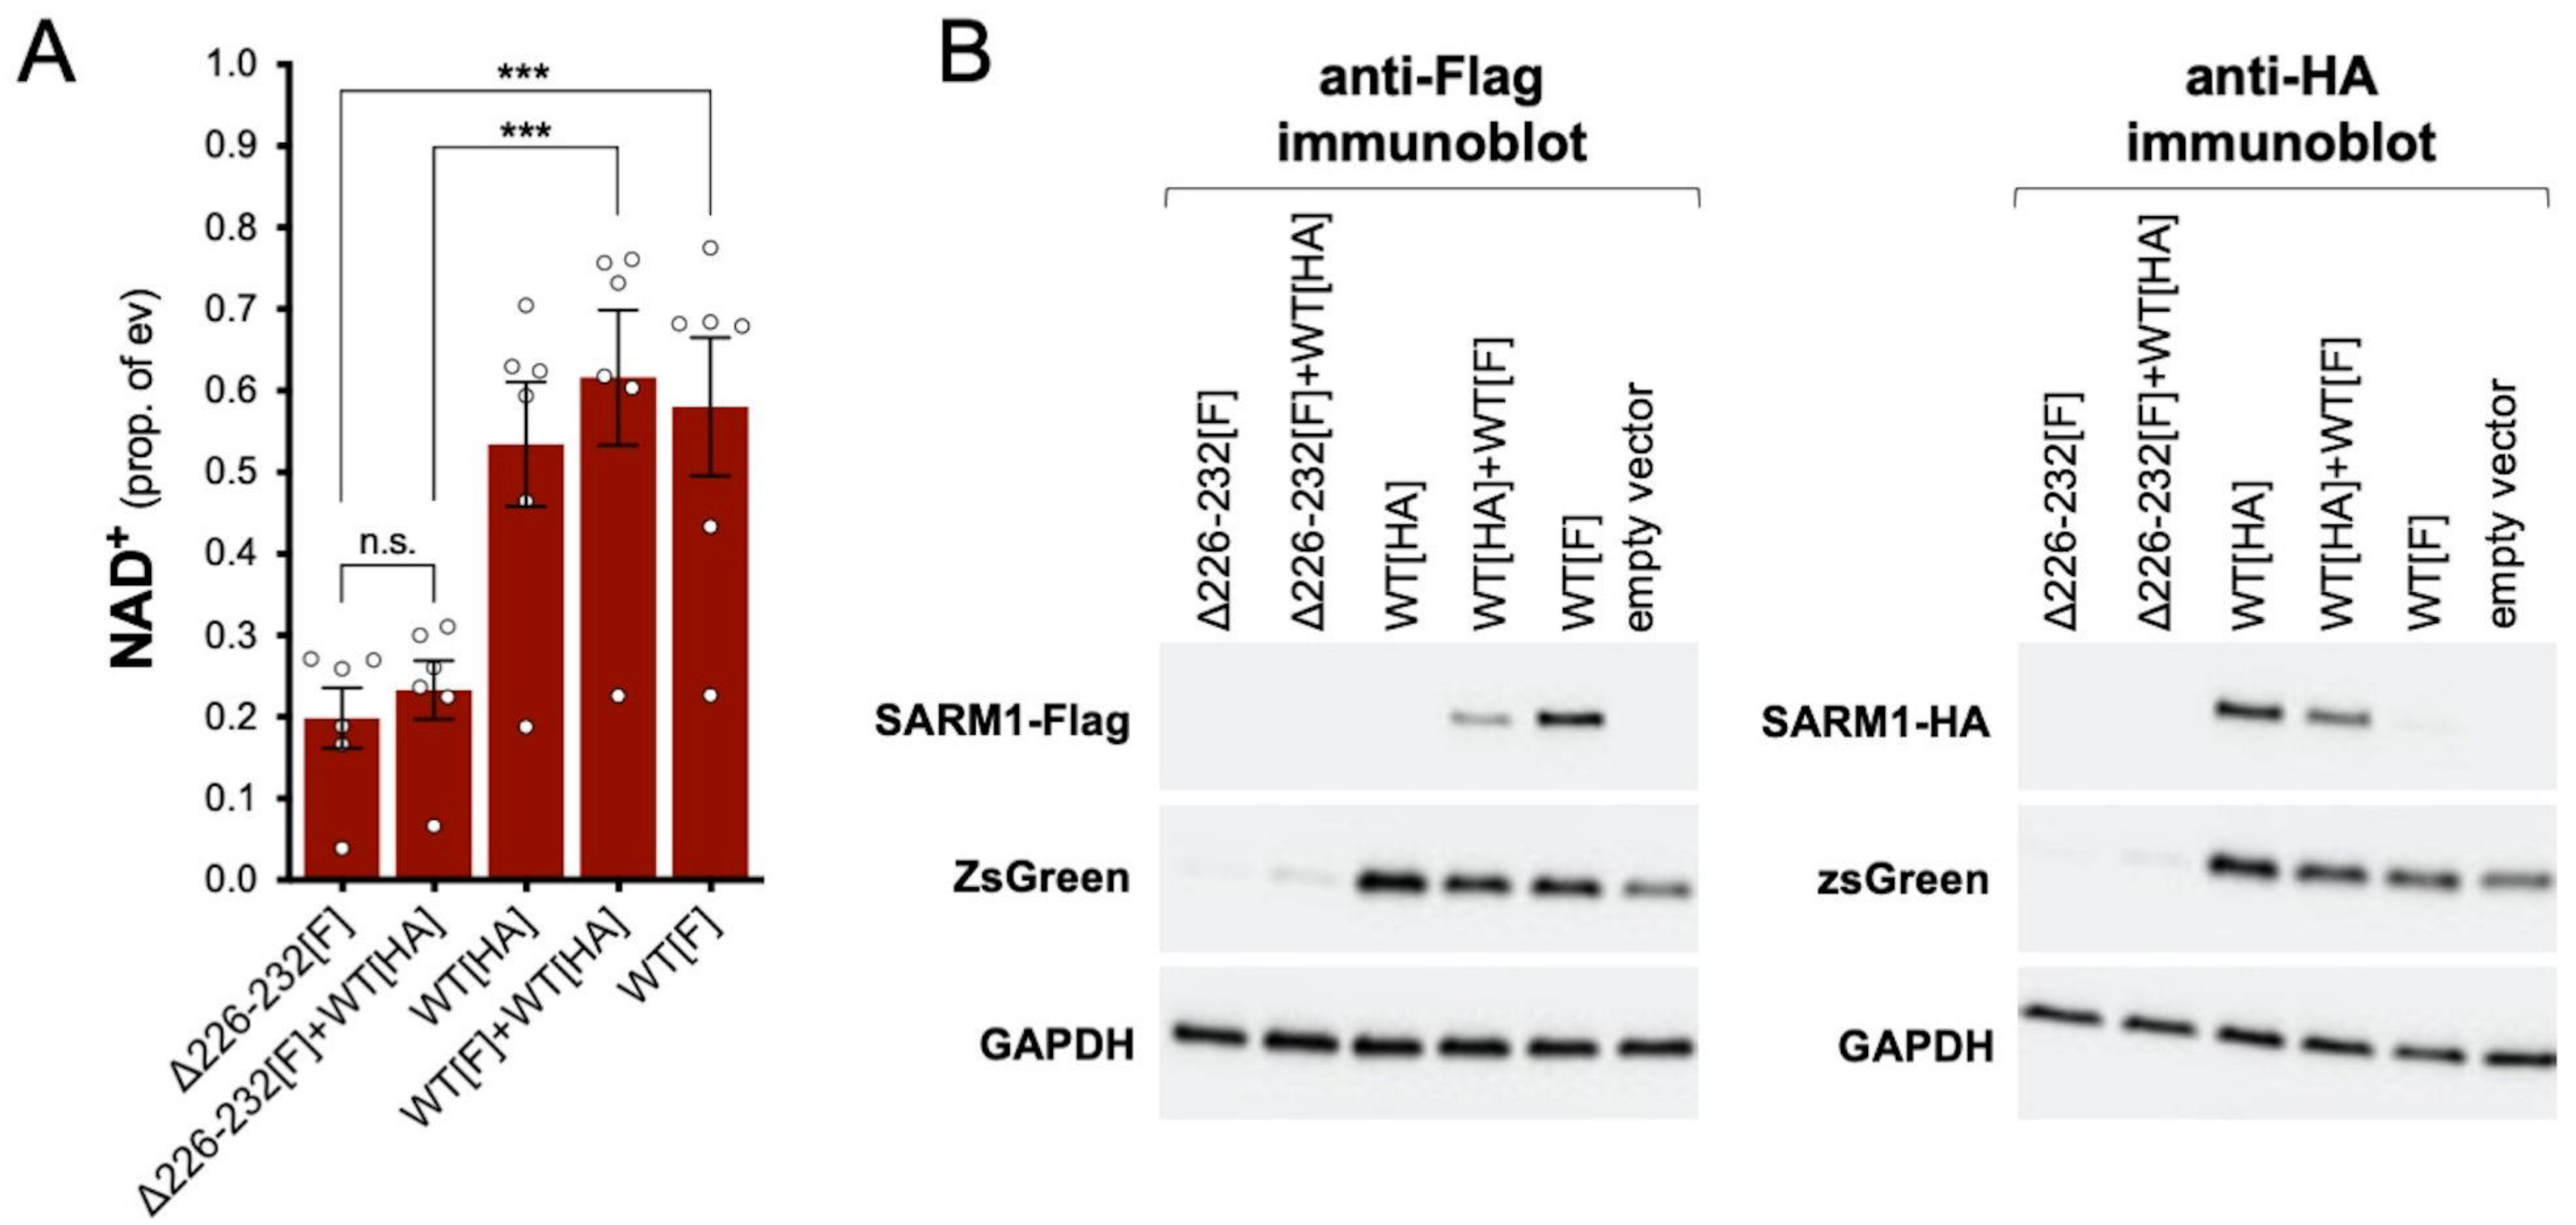 A
NAD⁺ (prop. of ev)
1.0
0.9
0.8
0.7
0.6
0.5
0.4
0.3
0.2
0.1
0.0
***
***
n.s.
Δ226-232[F]
Δ226-232[F]+WT[HA]
WT[HA]
WT[F]+WT[HA]
WT[F]
B
anti-Flag
immunoblot
Δ226-232[F]
Δ226-232[F]+WT[HA]
WT[HA]
WT[HA]+WT[F]
WT[F]
empty vector
SARM1-Flag
ZsGreen
GAPDH
anti-HA
immunoblot
Δ226-232[F]
Δ226-232[F]+WT[HA]
WT[HA]
WT[HA]+WT[F]
WT[F]
empty vector
SARM1-HA
zsGreen
GAPDH